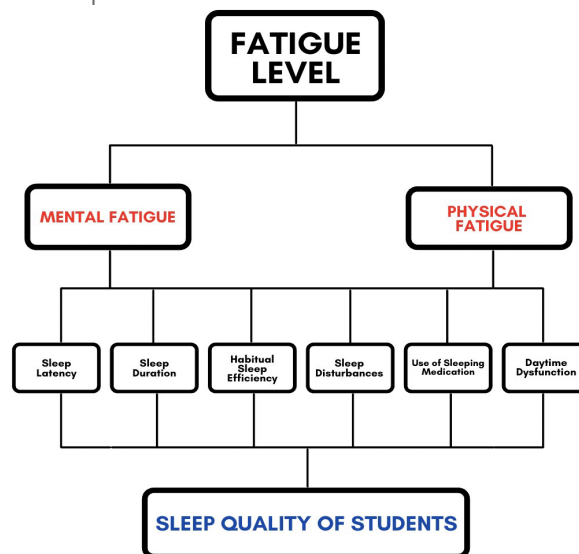 FATIGUE
LEVEL
MENTAL FATIGUE
PHYSICAL
FATIGUE
Sleep
Latency
Sleep
Duration
Habitual
Sleep
Efficiency
Sleep
Disturbances
Use of Sleeping
Medication
Daytime
Dysfunction
SLEEP QUALITY OF STUDENTS